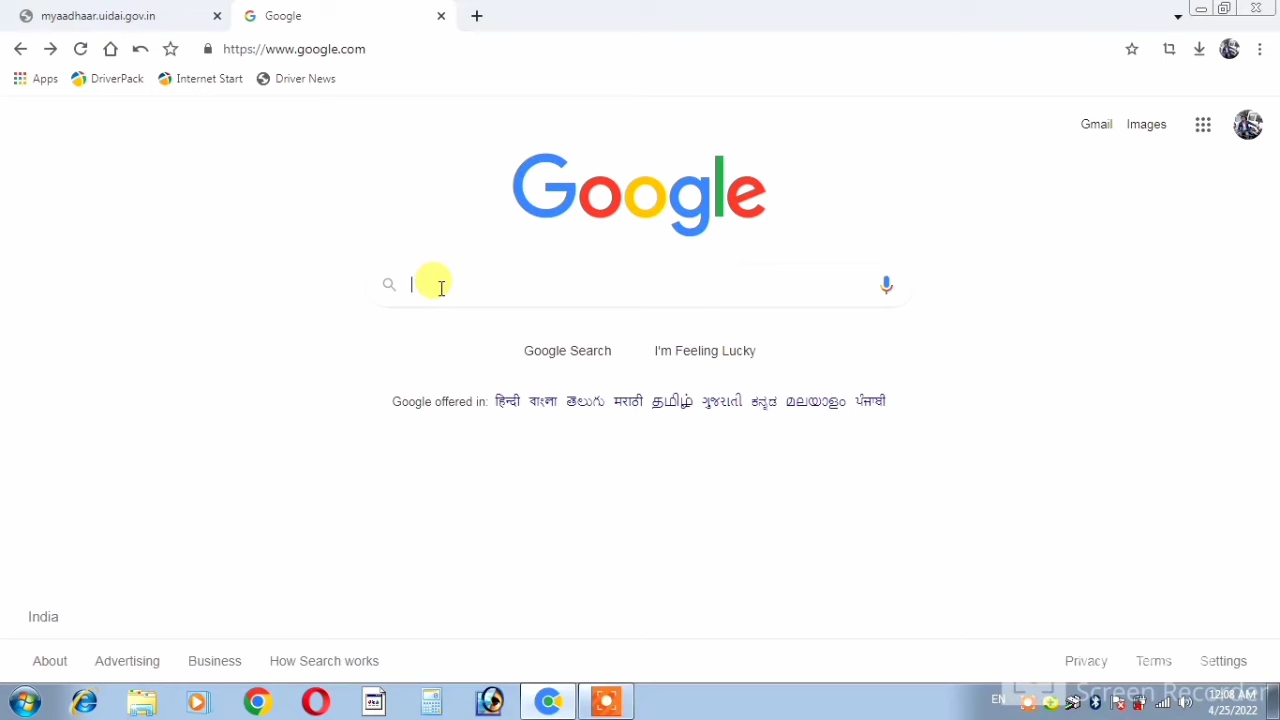 myaadhaar.uidai.gov.in
Google
https://www.google.com
Apps DriverPack Internet Start Driver News
Gmail Images
Google
Google Search I'm Feeling Lucky
Google offered in: हिन्दी বাংলা తెలుగు मराठी தமிழ் ગુજરાતી ಕನ್ನಡ മലയാളം ਪੰਜਾਬੀ
India
About Advertising Business How Search works
Privacy Terms Settings
Screen Recorder
EN
12:08 AM
4/25/2022